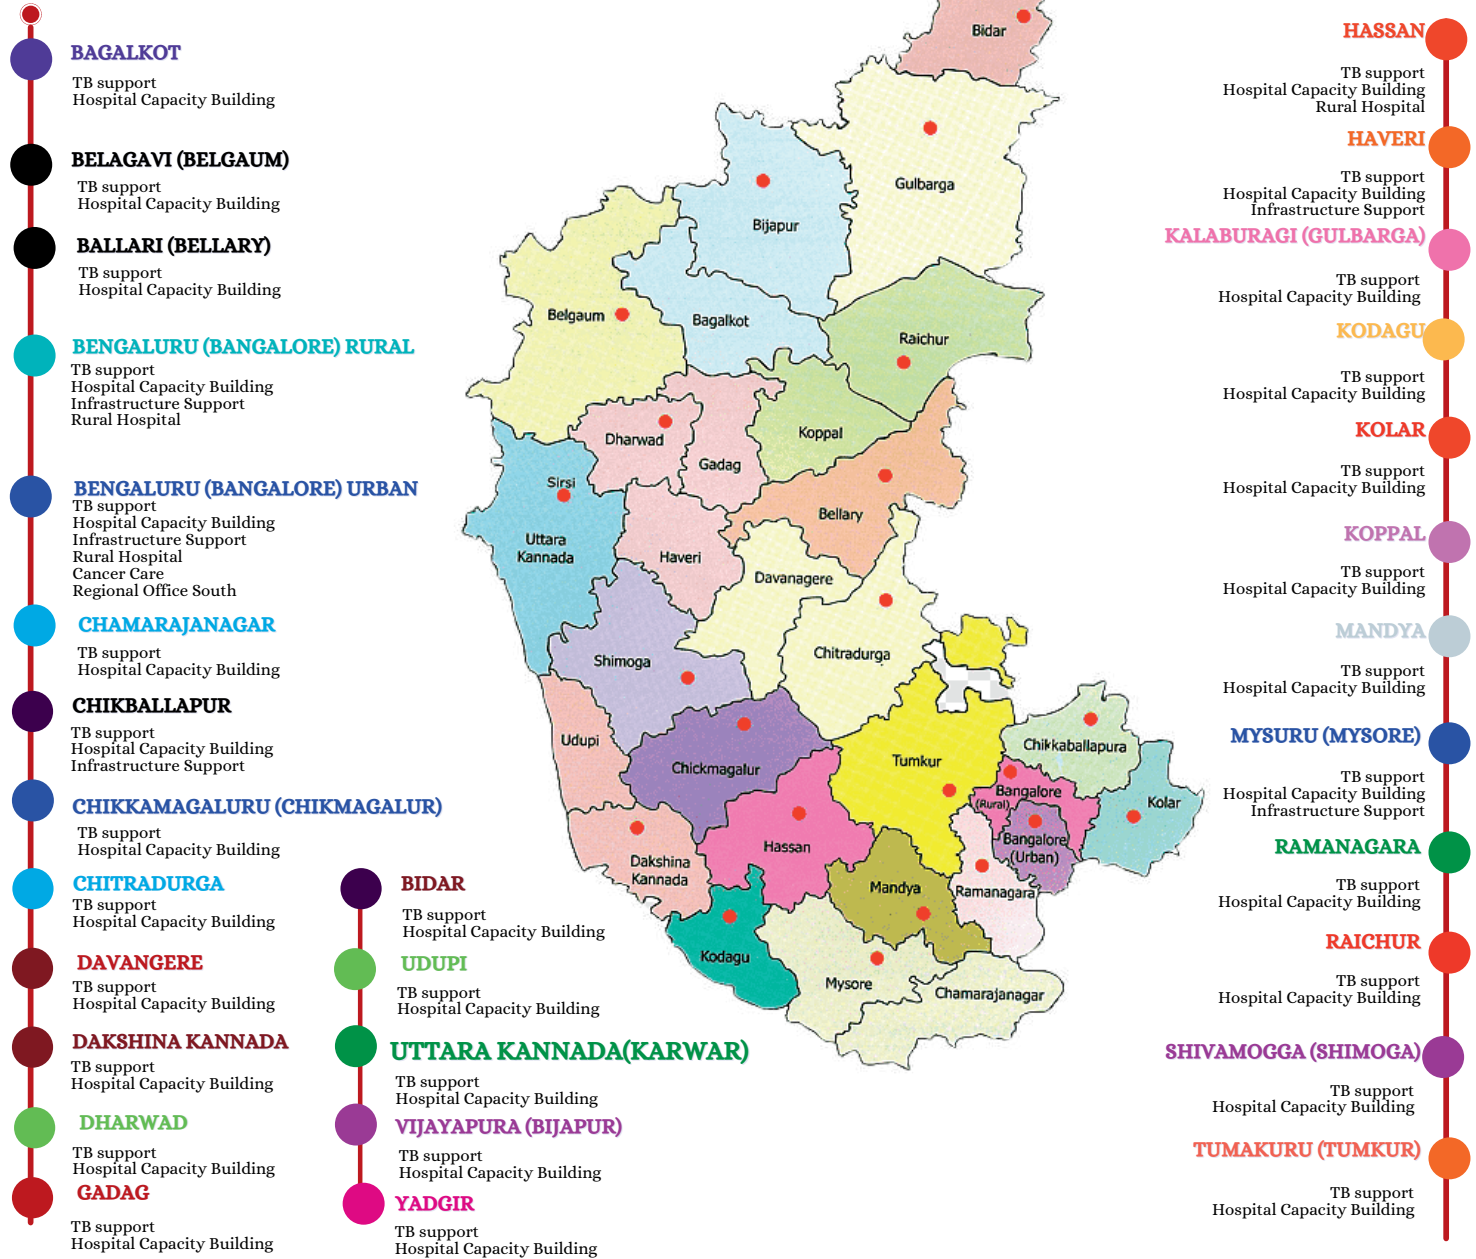 BAGALKOT
TB support
Hospital Capacity Building
BELAGAVI (BELGAUM)
TB support
Hospital Capacity Building
BALLARI (BELLARY)
TB support
Hospital Capacity Building
BENGALURU (BANGALORE) RURAL
TB support
Hospital Capacity Building
Infrastructure Support
Rural Hospital
BENGALURU (BANGALORE) URBAN
TB support
Hospital Capacity Building
Infrastructure Support
Rural Hospital
Cancer Care
Regional Office South
CHAMARAJANAGAR
TB support
Hospital Capacity Building
CHIKBALLAPUR
TB support
Hospital Capacity Building
Infrastructure Support
CHIKKAMAGALURU (CHIKMAGALUR)
TB support
Hospital Capacity Building
CHITRADURGA
TB support
Hospital Capacity Building
DAVANGERE
TB support
Hospital Capacity Building
DAKSHINA KANNADA
TB support
Hospital Capacity Building
DHARWAD
TB support
Hospital Capacity Building
GADAG
TB support
Hospital Capacity Building
BIDAR
TB support
Hospital Capacity Building
UDUPI
TB support
Hospital Capacity Building
UTTARA KANNADA(KARWAR)
TB support
Hospital Capacity Building
VIJAYAPURA (BIJAPUR)
TB support
Hospital Capacity Building
YADGIR
TB support
Hospital Capacity Building
Bidar
Gulbarga
Bijapur
Belgaum
Bagalkot
Raichur
Dharwad
Koppal
Gadag
Sirsi
Bellary
Uttara
Kannada
Haveri
Davanagere
Shimoga
Chitradurga
Udupi
Chikkaballapura
Chickmagalur
Tumkur
Bangalore
(Rural)
Kolar
Bangalore
(Urban)
Hassan
Dakshina
Kannada
Mandya
Ramanagara
Kodagu
Mysore
Chamarajanagar
HASSAN
TB support
Hospital Capacity Building
Rural Hospital
HAVERI
TB support
Hospital Capacity Building
Infrastructure Support
KALABURAGI (GULBARGA)
TB support
Hospital Capacity Building
KODAGU
TB support
Hospital Capacity Building
KOLAR
TB support
Hospital Capacity Building
KOPPAL
TB support
Hospital Capacity Building
MANDYA
TB support
Hospital Capacity Building
MYSURU (MYSORE)
TB support
Hospital Capacity Building
Infrastructure Support
RAMANAGARA
TB support
Hospital Capacity Building
RAICHUR
TB support
Hospital Capacity Building
SHIVAMOGGA (SHIMOGA)
TB support
Hospital Capacity Building
TUMAKURU (TUMKUR)
TB support
Hospital Capacity Building